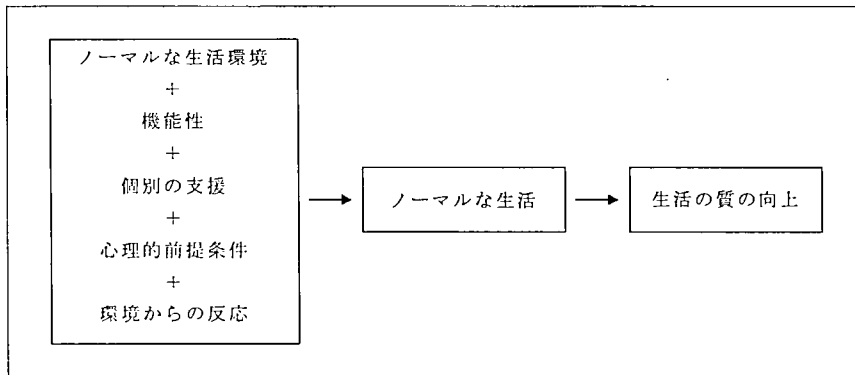 ノーマルな生活環境
+
機能性
+
個別の支援
+
心理的前提条件
+
環境からの反応
ノーマルな生活
生活の質の向上